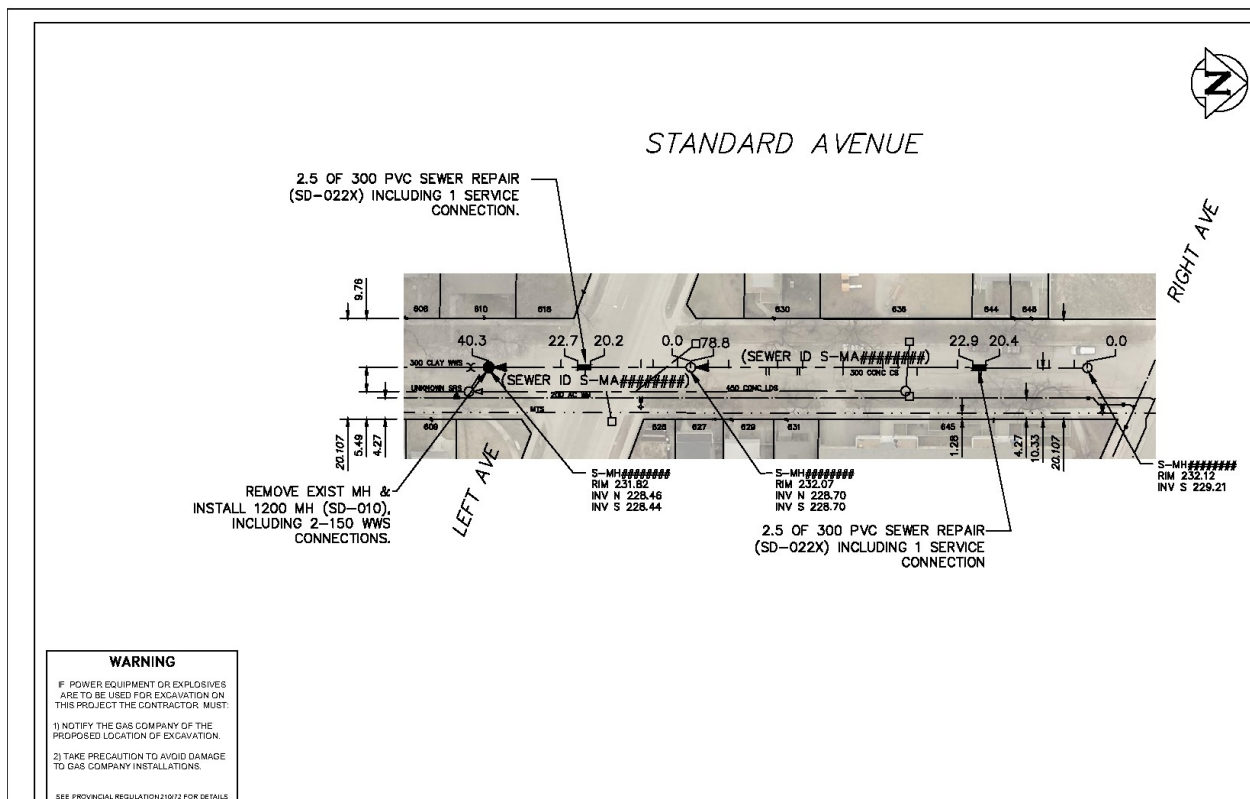 N
STANDARD AVENUE
RIGHT AVE
2.5 OF 300 PVC SEWER REPAIR
(SD-022X) INCLUDING 1 SERVICE
CONNECTION.
9.76
608
610
618
630
636
644
648
40.3
22.7
20.2
0.0
78.8
22.9
20.4
0.0
(SEWER ID S-MA########)
300 CLAY WWS
300 CONC CS
(SEWER ID S-MA########)
UNKNOWN SRS
450 CONC LDS
200 AC WM
MTS
609
625
627
629
631
645
20.107
5.49
4.27
1.28
4.27
10.33
20.107
LEFT AVE
REMOVE EXIST MH &
INSTALL 1200 MH (SD-010),
INCLUDING 2-150 WWS
CONNECTIONS.
S-MH########
RIM 231.82
INV N 228.46
INV S 228.44
S-MH########
RIM 232.07
INV N 228.70
INV S 228.70
S-MH########
RIM 232.12
INV S 229.21
2.5 OF 300 PVC SEWER REPAIR
(SD-022X) INCLUDING 1 SERVICE
CONNECTION
WARNING
IF POWER EQUIPMENT OR EXPLOSIVES
ARE TO BE USED FOR EXCAVATION ON
THIS PROJECT THE CONTRACTOR MUST:
1) NOTIFY THE GAS COMPANY OF THE
PROPOSED LOCATION OF EXCAVATION.
2) TAKE PRECAUTION TO AVOID DAMAGE
TO GAS COMPANY INSTALLATIONS.
SEE PROVINCIAL REGULATION 210/72 FOR DETAILS